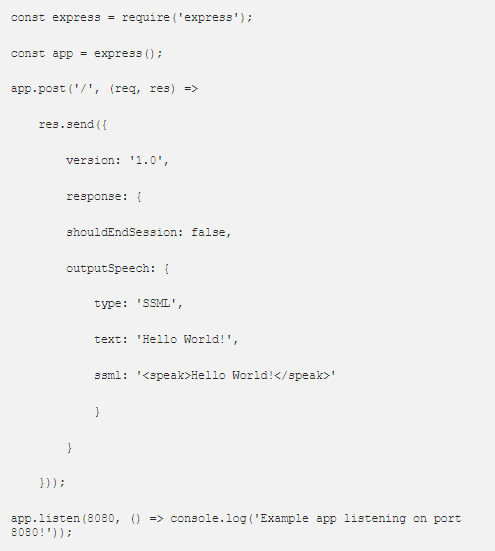 const express = require('express');
const app = express();
app.post('/', (req, res) =>
    res.send({
        version: '1.0',
        response: {
        shouldEndSession: false,
        outputSpeech: {
            type: 'SSML',
            text: 'Hello World!',
            ssml: '<speak>Hello World!</speak>'
            }
        }
    }));
app.listen(8080, () => console.log('Example app listening on port
8080!'));